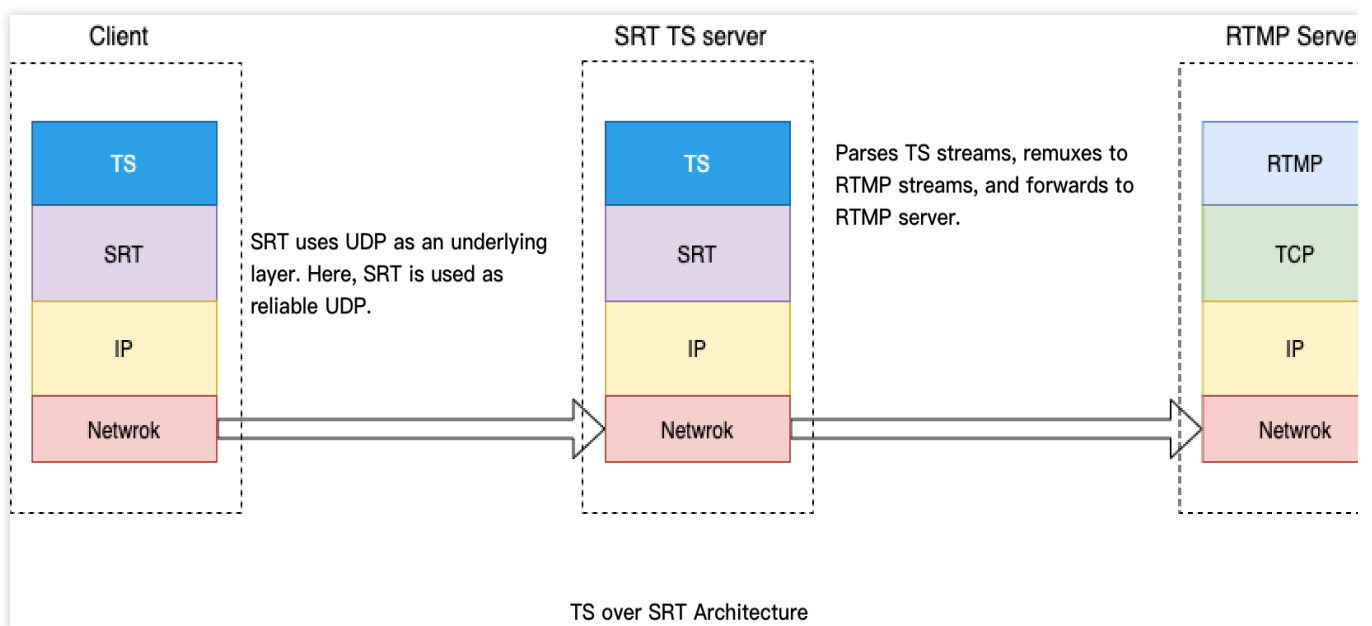 Client
SRT TS server
RTMP Server
TS
TS
RTMP
SRT
SRT
TCP
IP
IP
IP
Netwrok
Netwrok
Netwrok
SRT uses UDP as an underlying
layer. Here, SRT is used as
reliable UDP.
Parses TS streams, remuxes to
RTMP streams, and forwards to
RTMP server.
TS over SRT Architecture